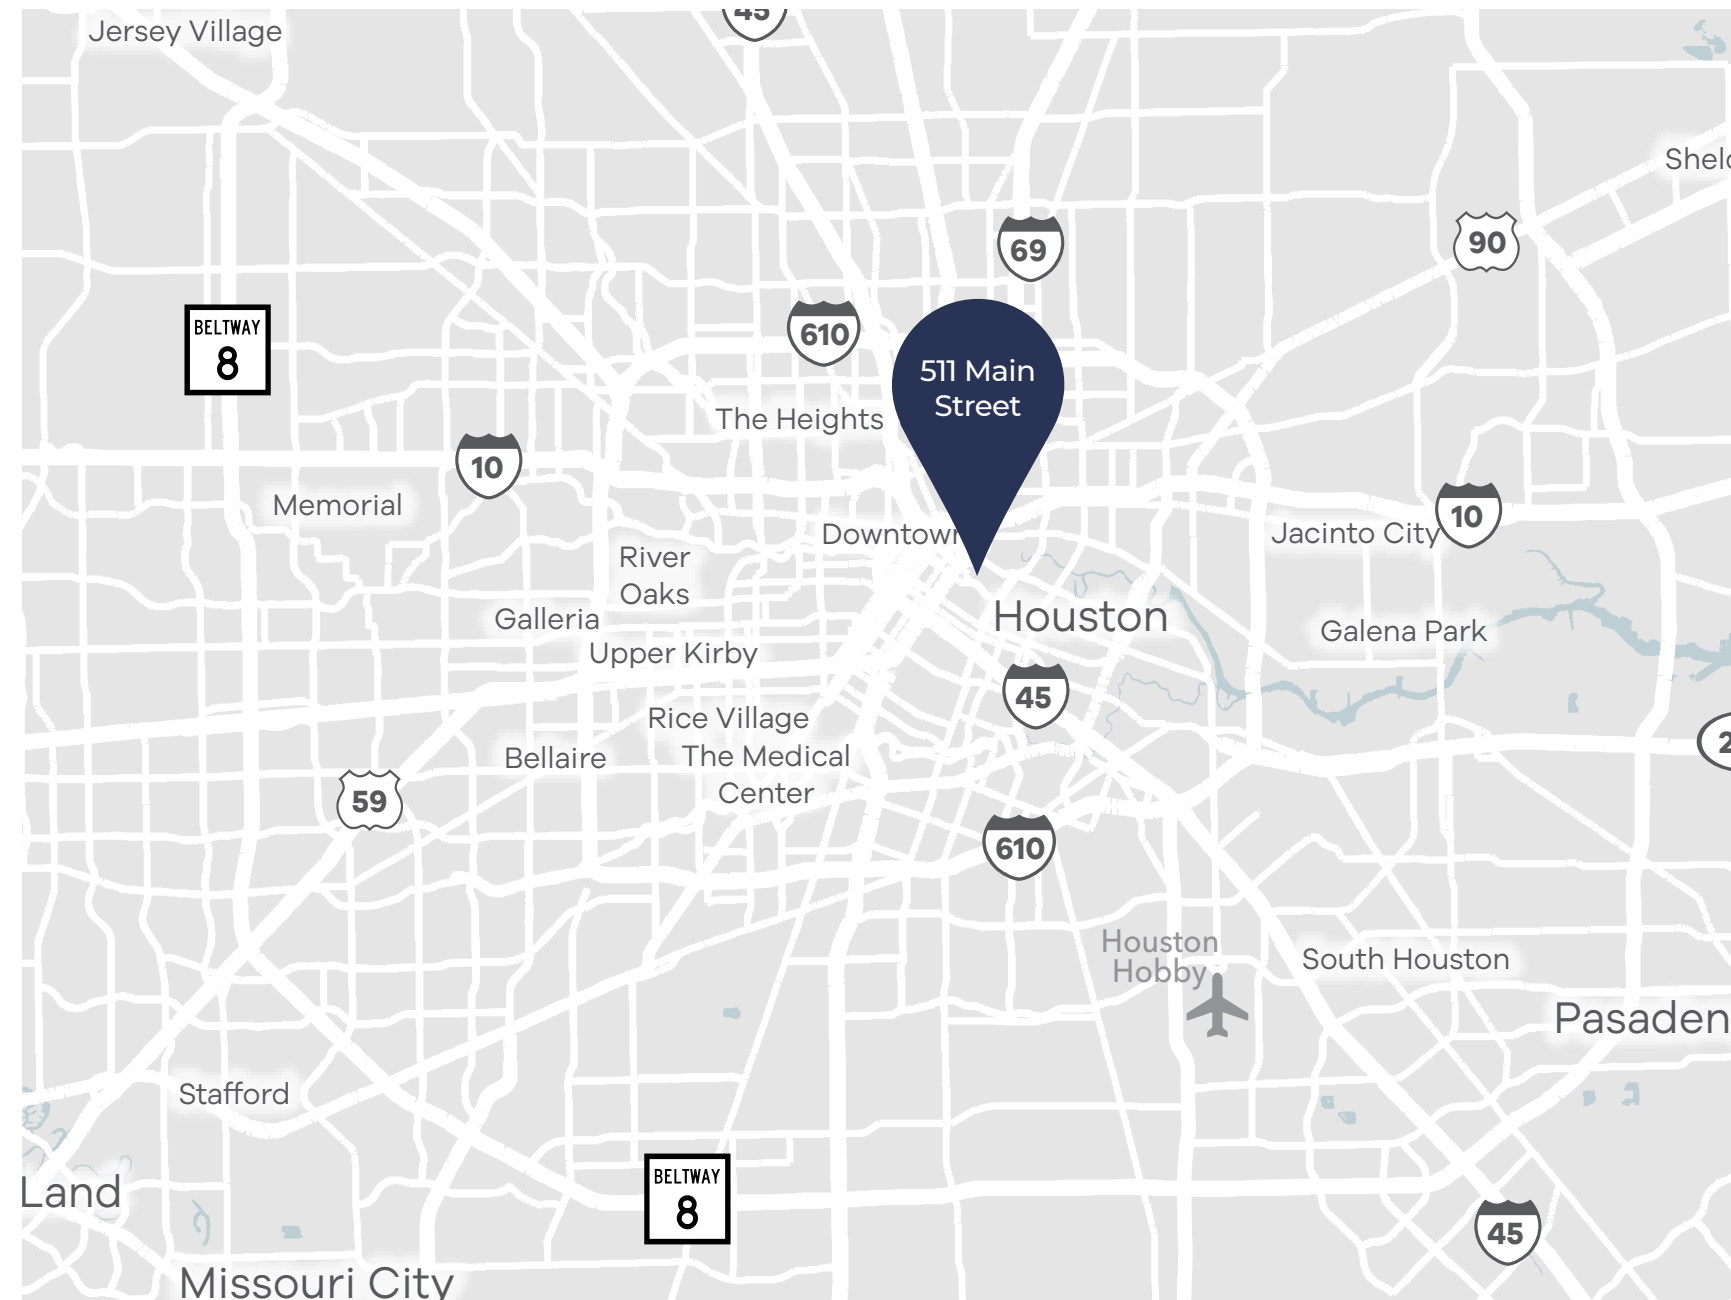 45
Jersey Village
Shel
69
90
BELTWAY
8
610
511 Main
Street
The Heights
10
Memorial
10
Downtown
Jacinto City
River
Oaks
Galleria
Houston
Galena Park
Upper Kirby
45
Rice Village
2
Bellaire
The Medical
Center
59
610
Houston
Hobby
South Houston
Pasaden
Stafford
BELTWAY
8
Land
45
Missouri City